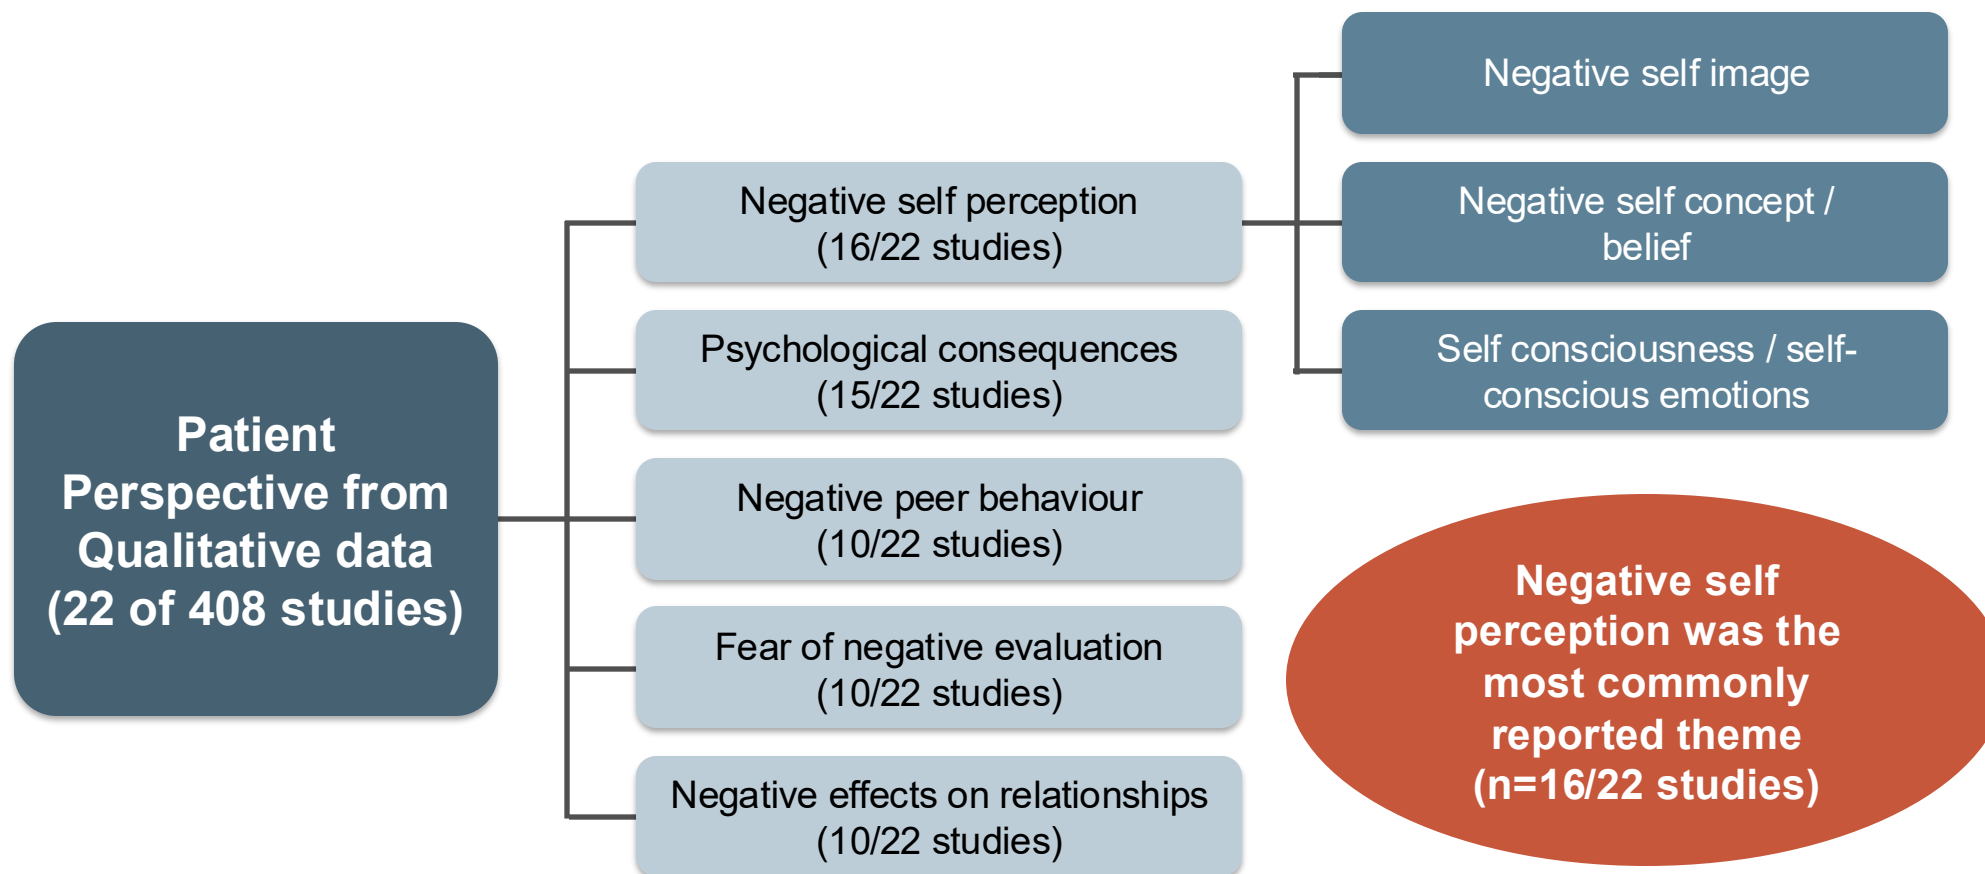 Patient
Perspective from
Qualitative data
(22 of 408 studies)
Negative self perception
(16/22 studies)
Psychological consequences
(15/22 studies)
Negative peer behaviour
(10/22 studies)
Fear of negative evaluation
(10/22 studies)
Negative effects on relationships
(10/22 studies)
Negative self image
Negative self concept /
belief
Self consciousness / self-
conscious emotions
Negative self
perception was the
most commonly
reported theme
(n=16/22 studies)